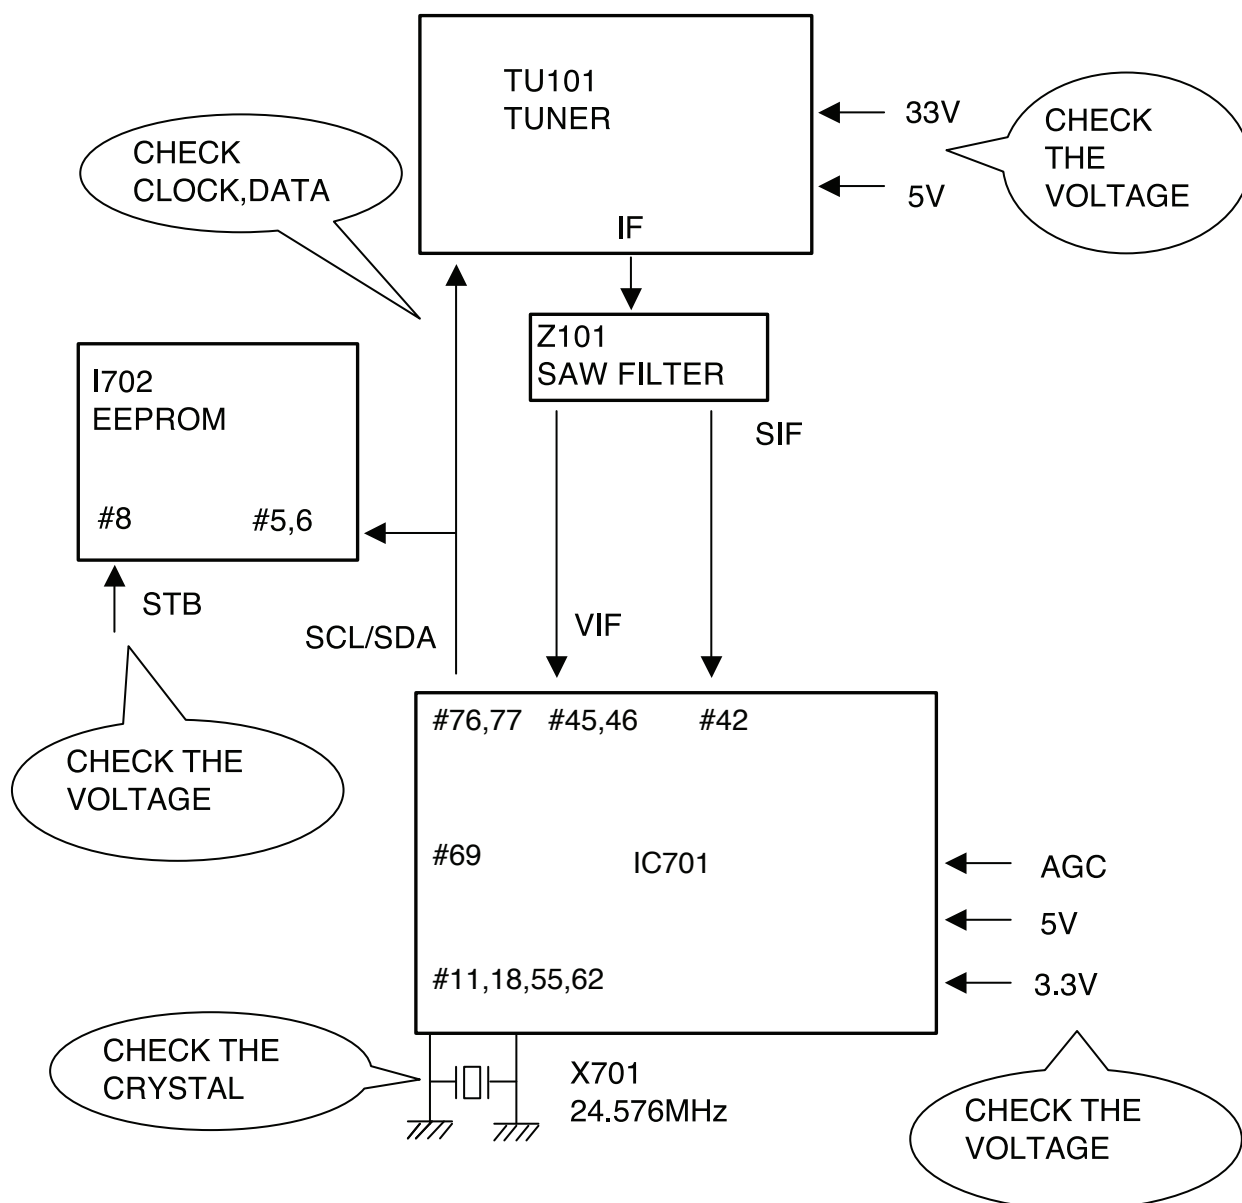 TU101
TUNER
33V
5V
IF
CHECK
THE
VOLTAGE
CHECK
CLOCK,DATA
Z101
SAW FILTER
I702
EEPROM
#8 #5,6
SIF
STB
SCL/SDA
VIF
#76,77 #45,46 #42
CHECK THE
VOLTAGE
#69 IC701
AGC
5V
#11,18,55,62
3.3V
CHECK THE
CRYSTAL
X701
24.576MHz
CHECK THE
VOLTAGE